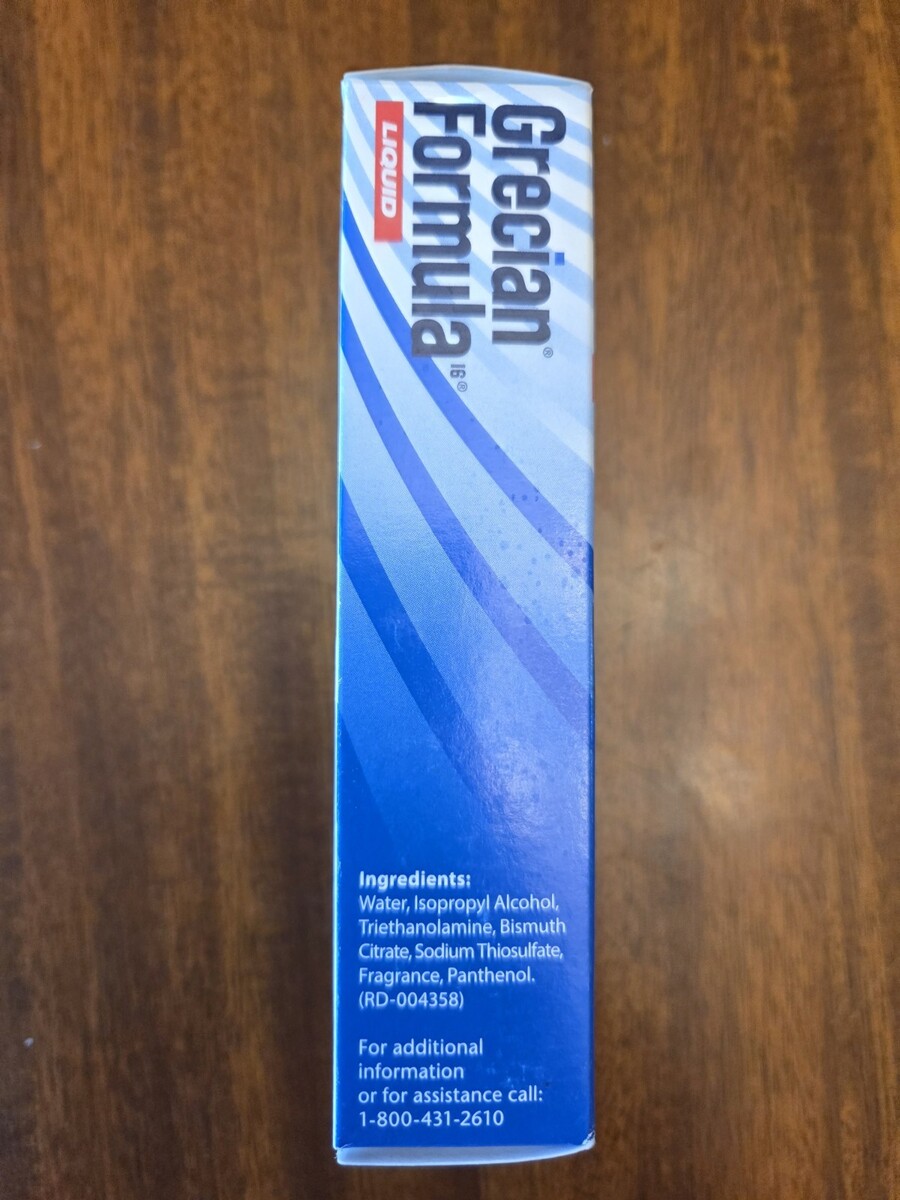 Grecian®
Formula 16®
LIQUID
Ingredients:
Water, Isopropyl Alcohol,
Triethanolamine, Bismuth
Citrate, Sodium Thiosulfate,
Fragrance, Panthenol.
(RD-004358)
For additional
information
or for assistance call:
1-800-431-2610